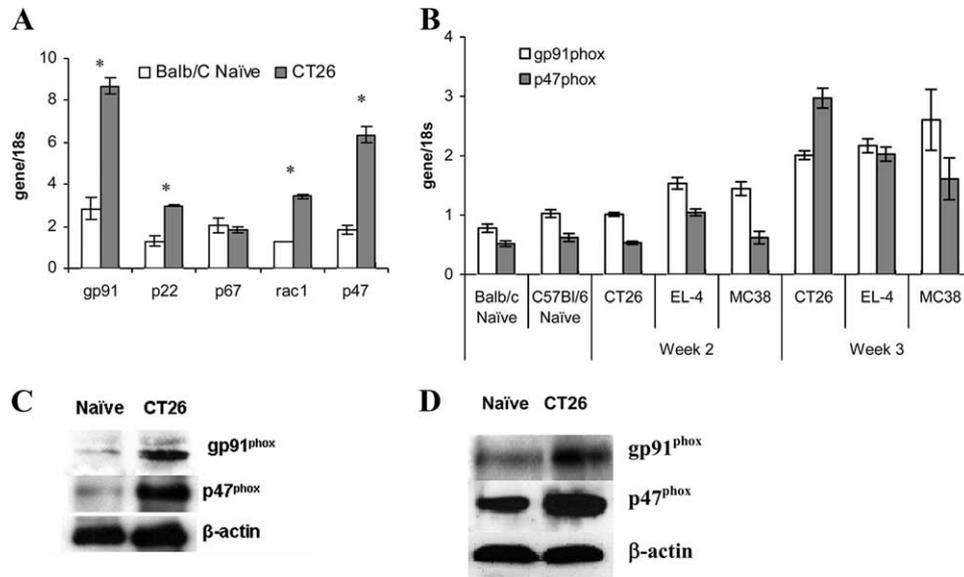 A
Balb/C Naïve CT26
gene/18s
10
8
6
4
2
0
*
*
*
*
gp91 p22 p67 rac1 p47
B
gp91phox
p47phox
gene/18s
4
3
2
1
0
Balb/c Naïve
C57Bl/6 Naïve
CT26 EL-4 MC38 CT26 EL-4 MC38
Week 2 Week 3
C
Naïve CT26
gp91phox
p47phox
β-actin
D
Naïve CT26
gp91phox
p47phox
β-actin